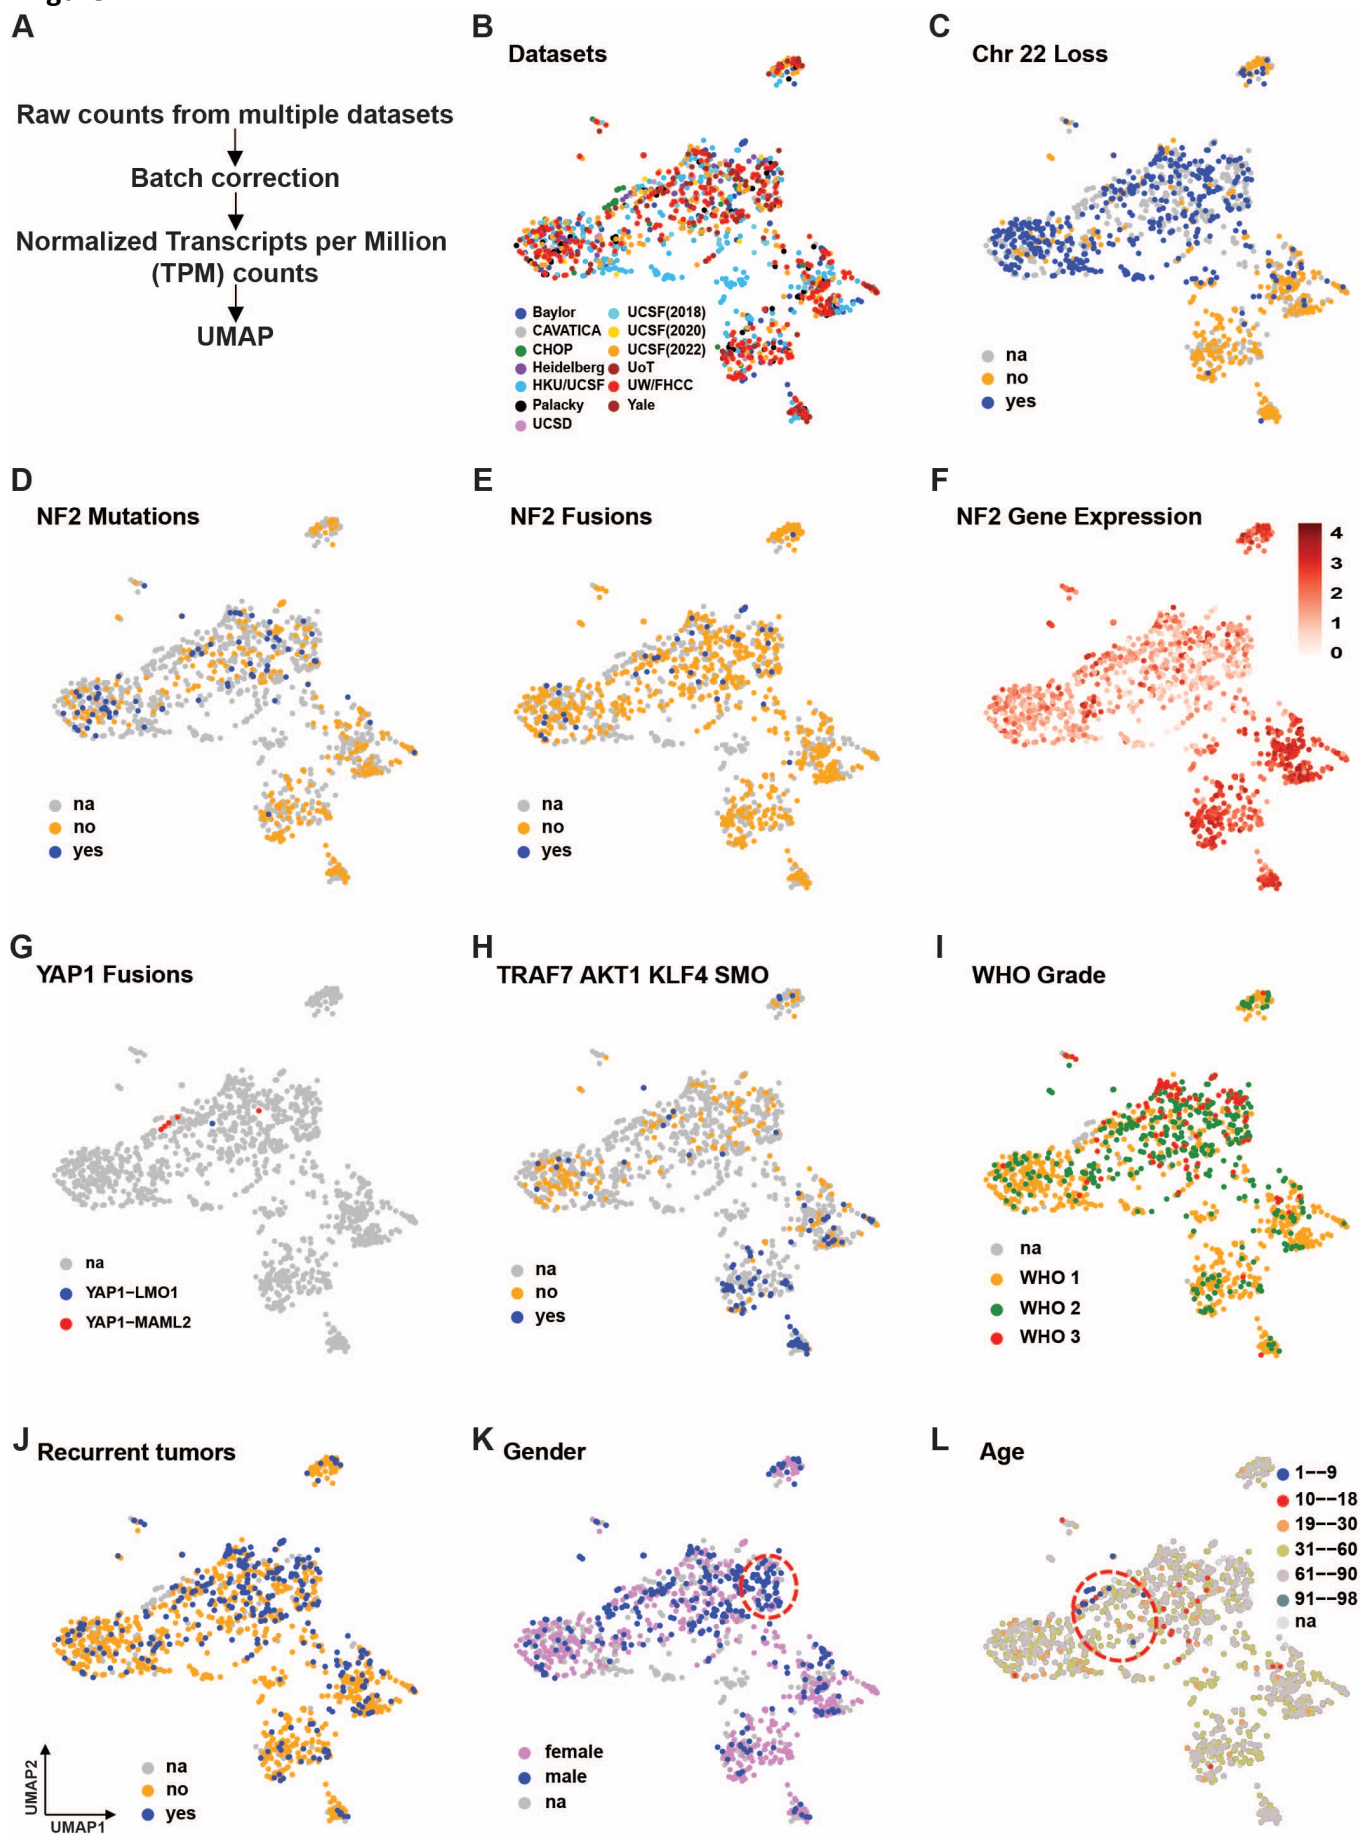 A
Raw counts from multiple datasets
Batch correction
Normalized Transcripts per Million
(TPM) counts
UMAP
B
Datasets
Baylor
CAVATICA
CHOP
Heidelberg
HKU/UCSF
Palacky
UCSD
UCSF(2018)
UCSF(2020)
UCSF(2022)
UoT
UW/FHCC
Yale
C
Chr 22 Loss
na
no
yes
D
NF2 Mutations
na
no
yes
E
NF2 Fusions
na
no
yes
F
NF2 Gene Expression
4
3
2
1
0
G
YAP1 Fusions
na
YAP1-LMO1
YAP1-MAML2
H
TRAF7 AKT1 KLF4 SMO
na
no
yes
I
WHO Grade
na
WHO 1
WHO 2
WHO 3
J
Recurrent tumors
na
no
yes
UMAP2
UMAP1
K
Gender
female
male
na
L
Age
1--9
10--18
19--30
31--60
61--90
91--98
na